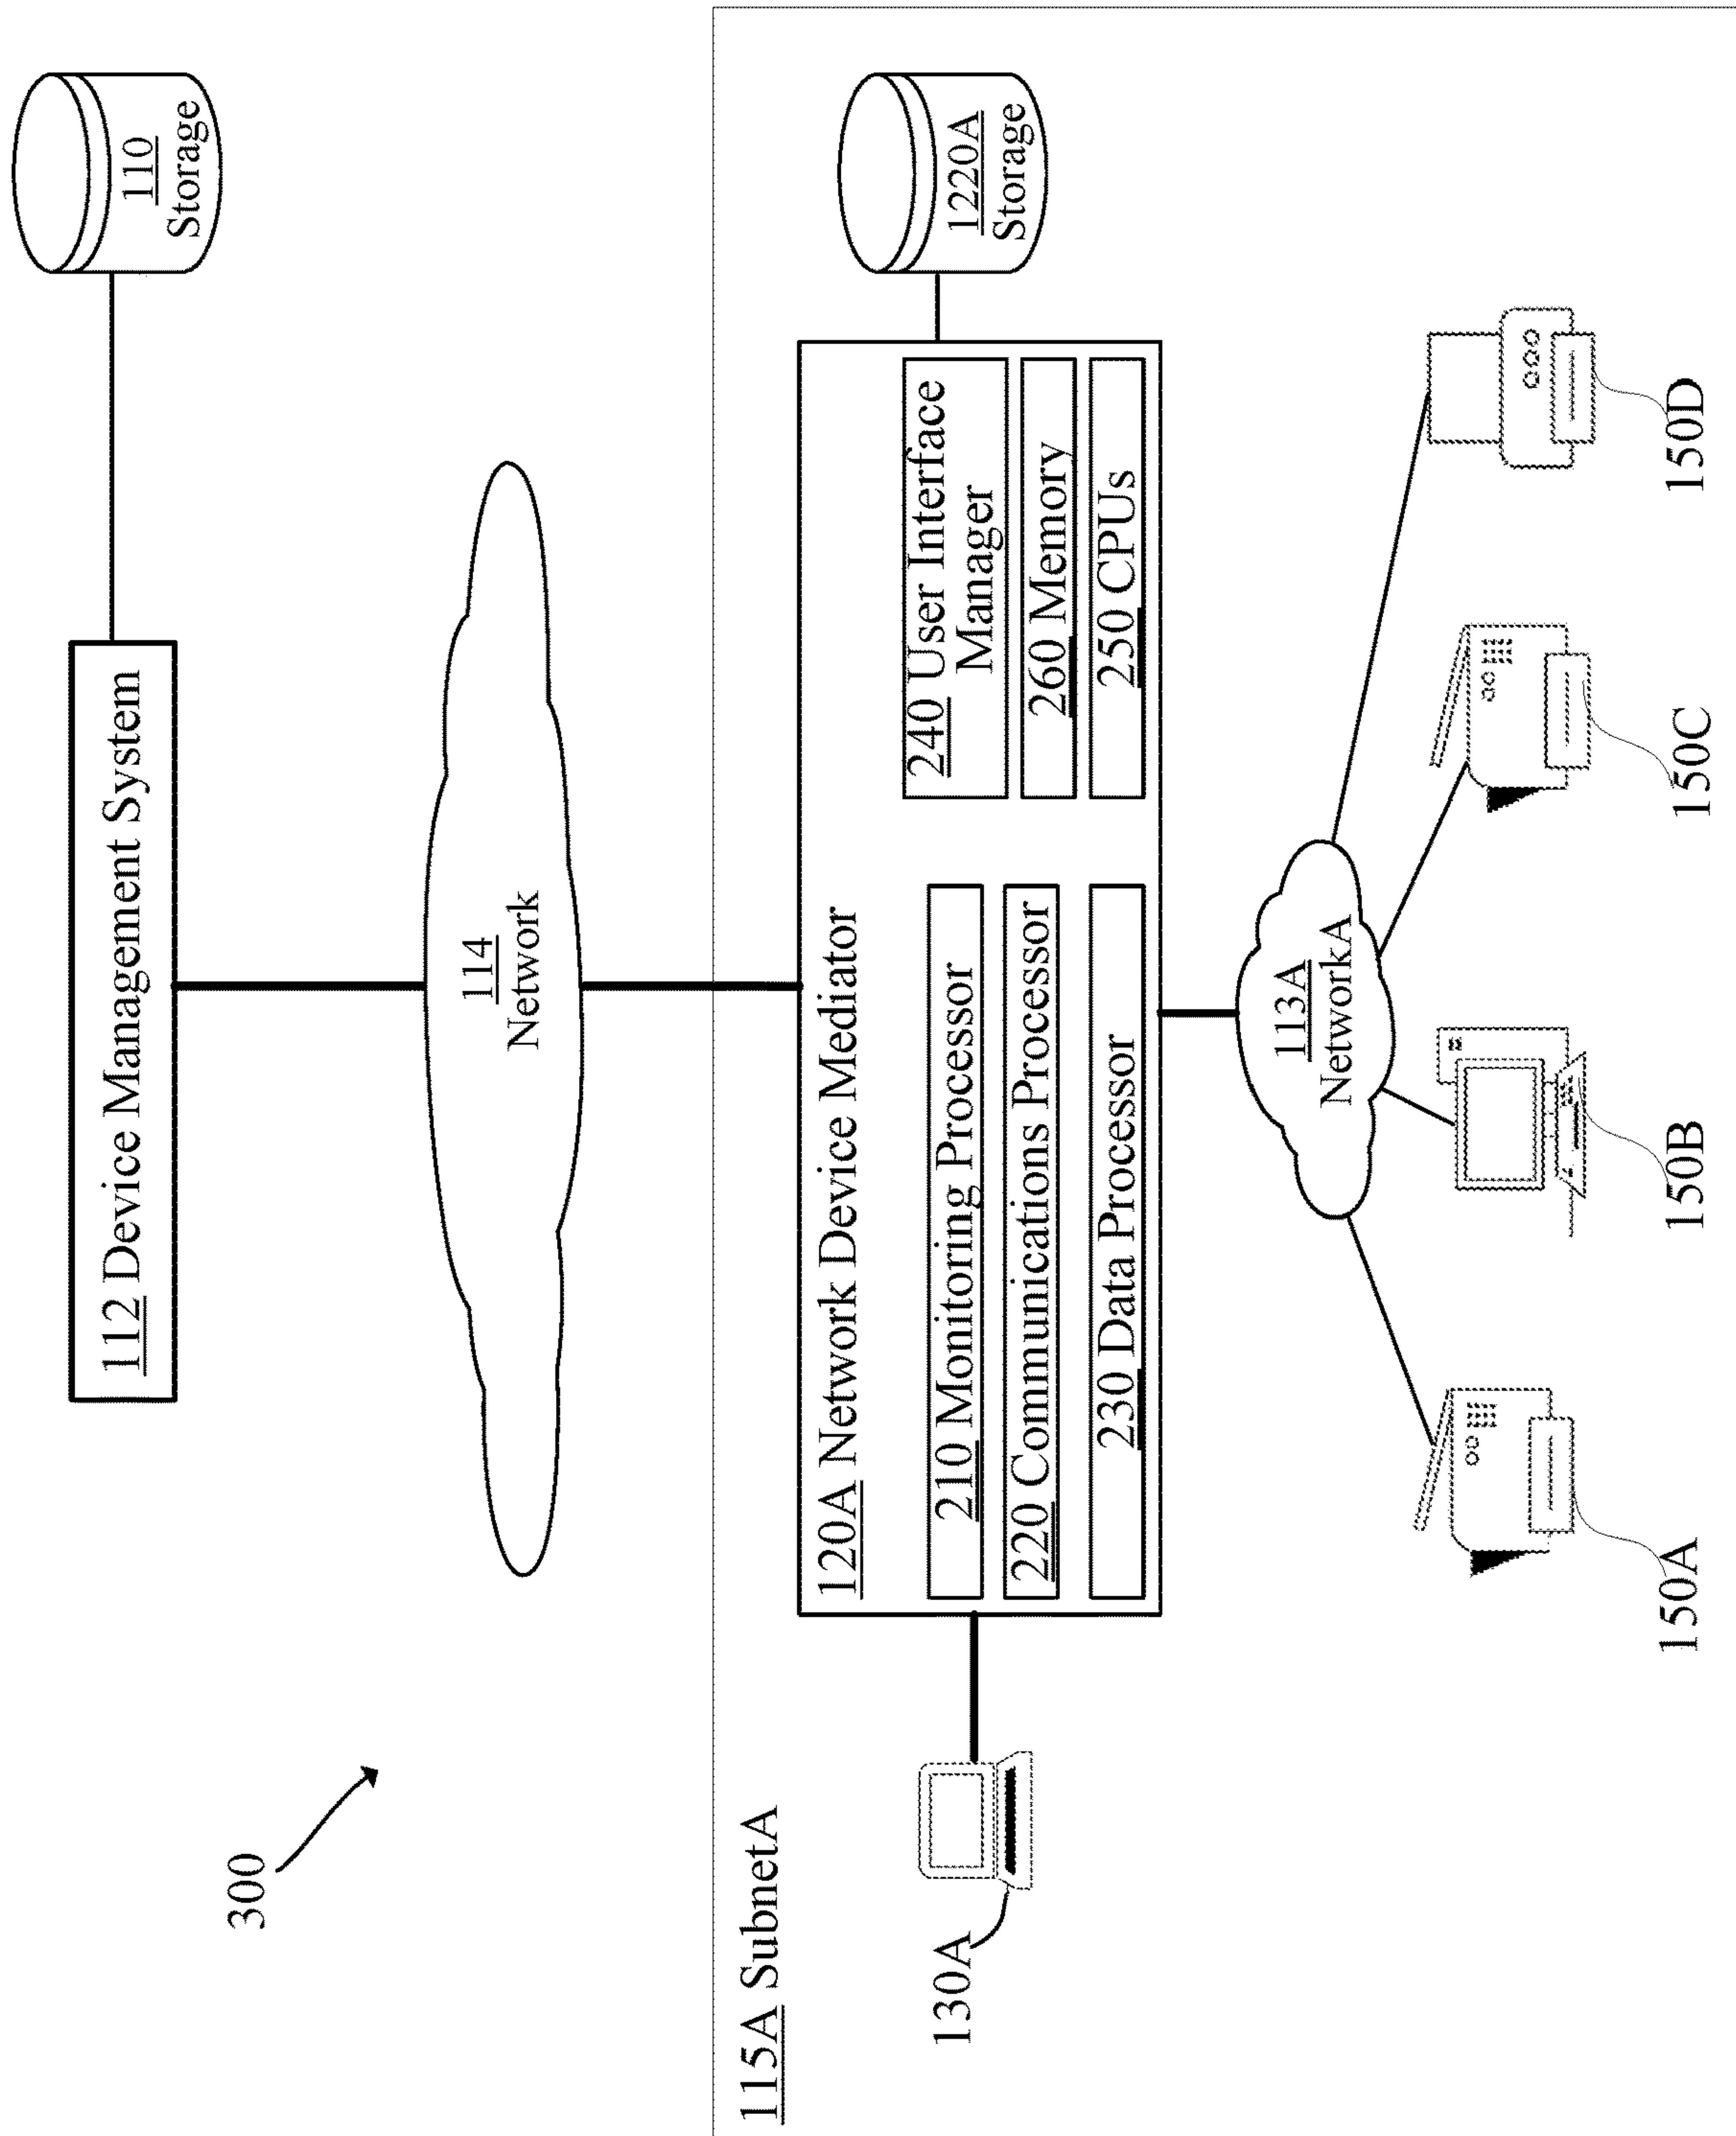 300
112 Device Management System
110
Storage
114
Network
115A SubnetA
120A Network Device Mediator
210 Monitoring Processor
220 Communications Processor
230 Data Processor
240 User Interface
Manager
260 Memory
250 CPUs
1220A
Storage
130A
113A
NetworkA
150A
150B
150C
150D